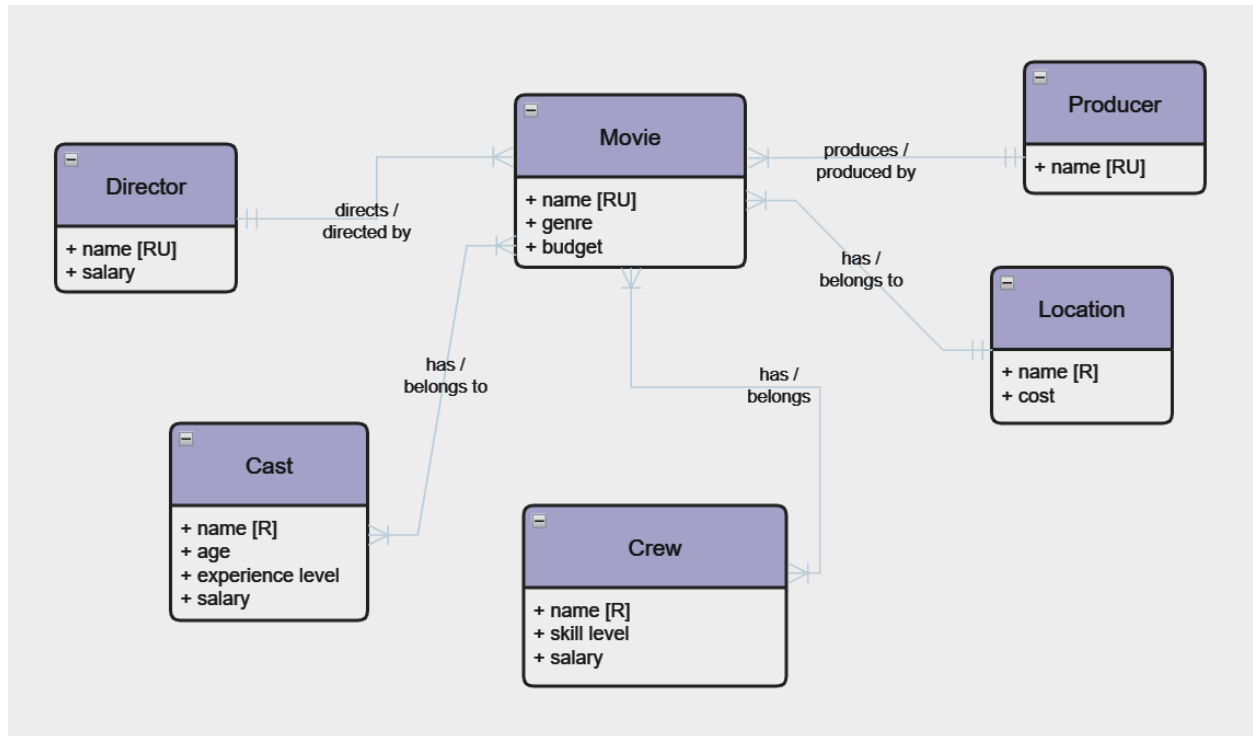 Director
+ name [RU]
+ salary
directs /
directed by
Movie
+ name [RU]
+ genre
+ budget
produces /
produced by
Producer
+ name [RU]
has /
belongs to
Location
+ name [R]
+ cost
has /
belongs to
Cast
+ name [R]
+ age
+ experience level
+ salary
has /
belongs
Crew
+ name [R]
+ skill level
+ salary